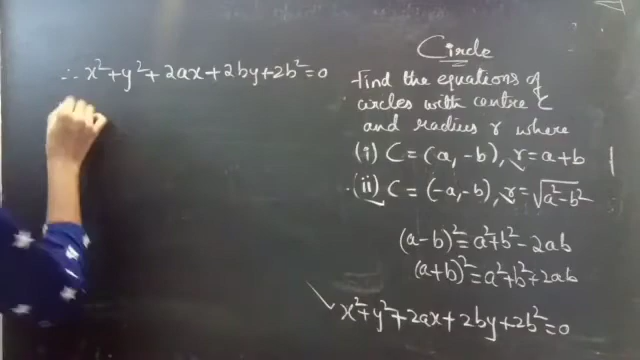 ∴ x² + y² + 2ax + 2by + 2b² = 0
Circle
Find the equations of
circles with centre C
and radius r where
(i) C = (a, -b), r = a + b
(ii) C = (-a, -b), r = √(a² - b²)
(a - b)² = a² + b² - 2ab
(a + b)² = a² + b² + 2ab
x² + y² + 2ax + 2by + 2b² = 0